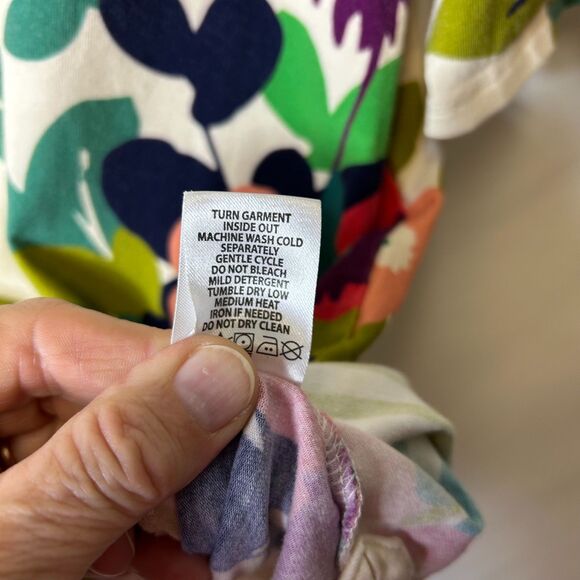 TURN GARMENT
INSIDE OUT
MACHINE WASH COLD
SEPARATELY
GENTLE CYCLE
DO NOT BLEACH
MILD DETERGENT
TUMBLE DRY LOW
MEDIUM HEAT
IRON IF NEEDED
DO NOT DRY CLEAN